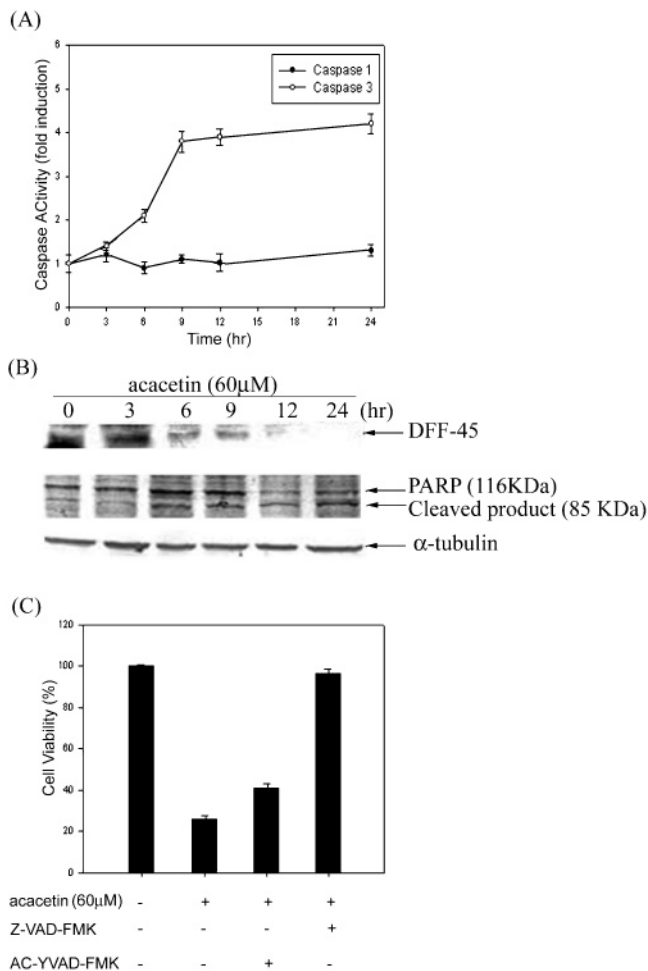 (A)
6
5
4
3
2
1
0
Caspase ACtivity (fold induction)
Caspase 1
Caspase 3
0 3 6 9 12 15 18 21 24
Time (hr)
(B)
acacetin (60μM)
0 3 6 9 12 24 (hr)
DFF-45
PARP (116KDa)
Cleaved product (85 KDa)
α-tubulin
(C)
120
100
80
60
40
20
0
Cell Viability (%)
acacetin (60μM) - + + +
Z-VAD-FMK - - - +
AC-YVAD-FMK - - + -